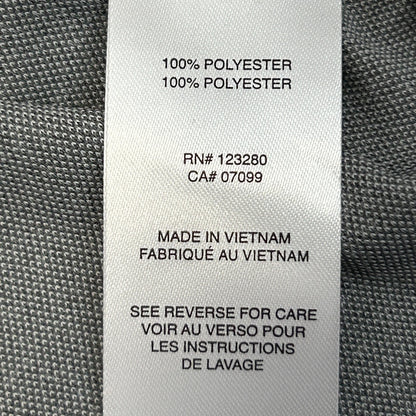 100% POLYESTER
100% POLYESTER
RN# 123280
CA# 07099
MADE IN VIETNAM
FABRIQUÉ AU VIETNAM
SEE REVERSE FOR CARE
VOIR AU VERSO POUR
LES INSTRUCTIONS
DE LAVAGE